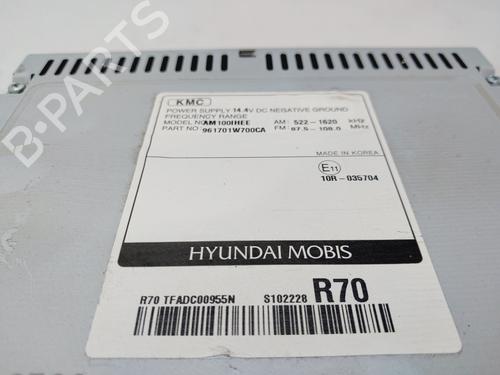 B-PARTS
KMC
POWER SUPPLY 14.4V DC NEGATIVE GROUND
FREQUENCY RANGE
MODEL NO AM100IHEE AM: 522-1620 kHz
PART NO 961701W700CA FM: 87.5-108.0 MHz
MADE IN KOREA
E11
10R-035704
HYUNDAI MOBIS
R70 TFADC00955N S102228 R70